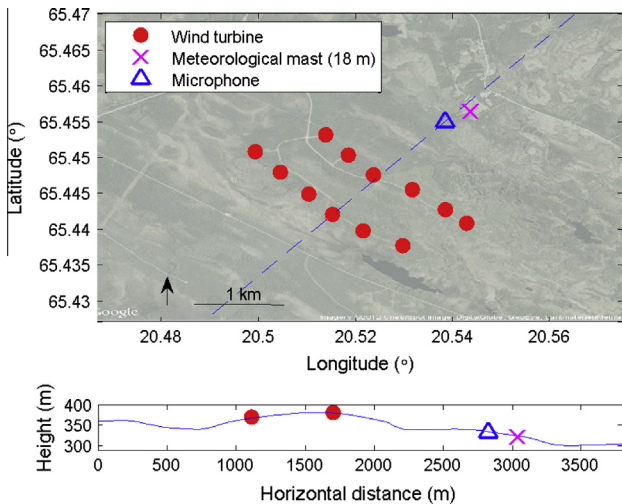 65.47
65.46
65.455
65.45
65.445
65.44
65.435
65.43
Latitude (°)
Wind turbine
Meteorological mast (18 m)
Microphone
1 km
Google
20.48 20.5 20.52 20.54 20.56
Longitude (°)
400
350
300
Height (m)
0 500 1000 1500 2000 2500 3000 3500
Horizontal distance (m)